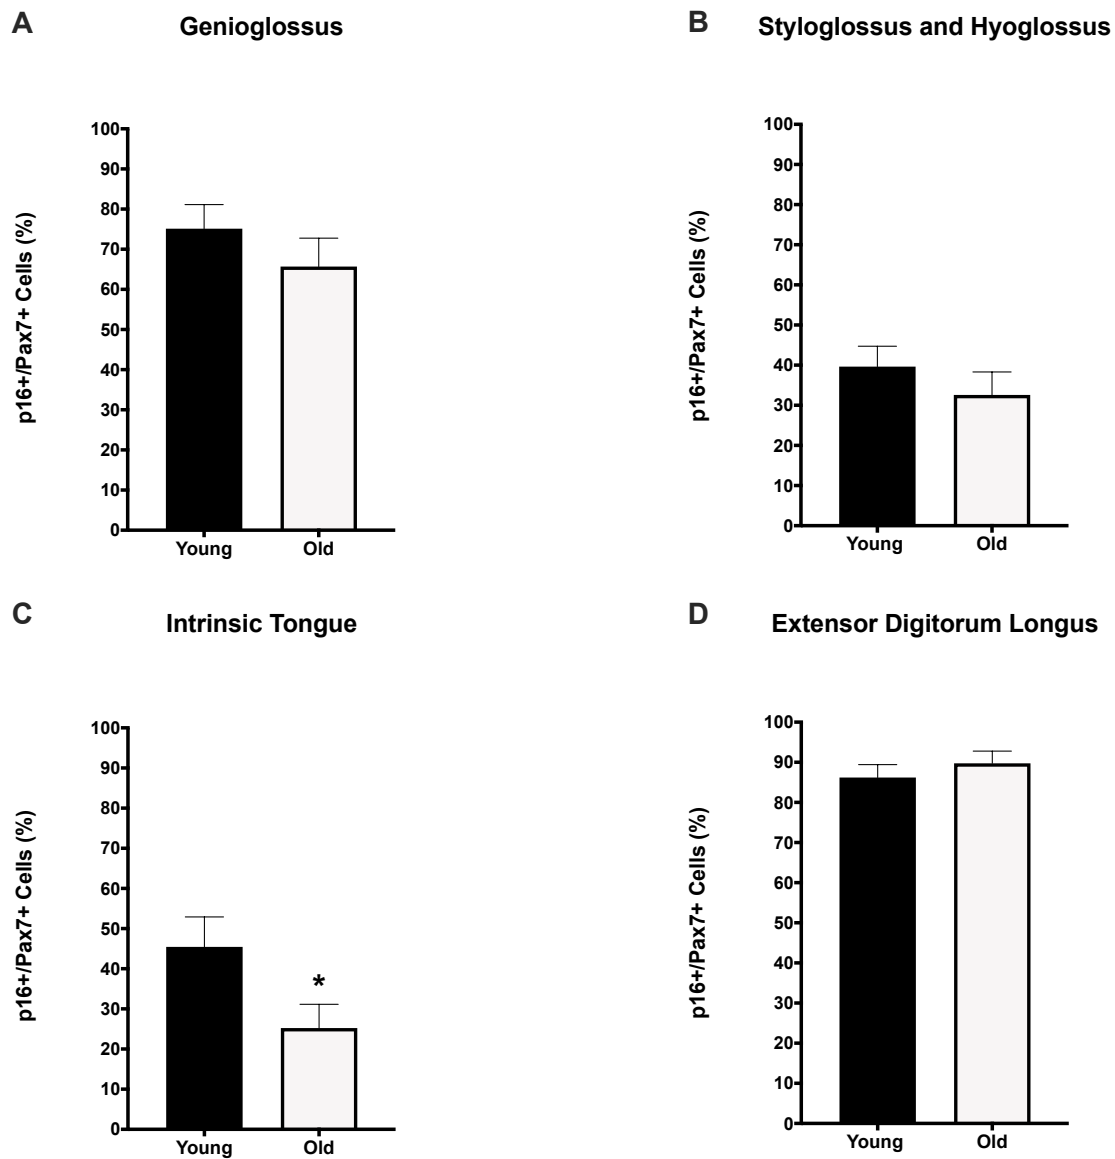 A
Genioglossus
B
Styloglossus and Hyoglossus
p16+/Pax7+ Cells (%)
100
90
80
70
60
50
40
30
20
10
0
Young
Old
p16+/Pax7+ Cells (%)
100
90
80
70
60
50
40
30
20
10
0
Young
Old
C
Intrinsic Tongue
D
Extensor Digitorum Longus
p16+/Pax7+ Cells (%)
100
90
80
70
60
50
40
30
20
10
0
*
Young
Old
p16+/Pax7+ Cells (%)
100
90
80
70
60
50
40
30
20
10
0
Young
Old